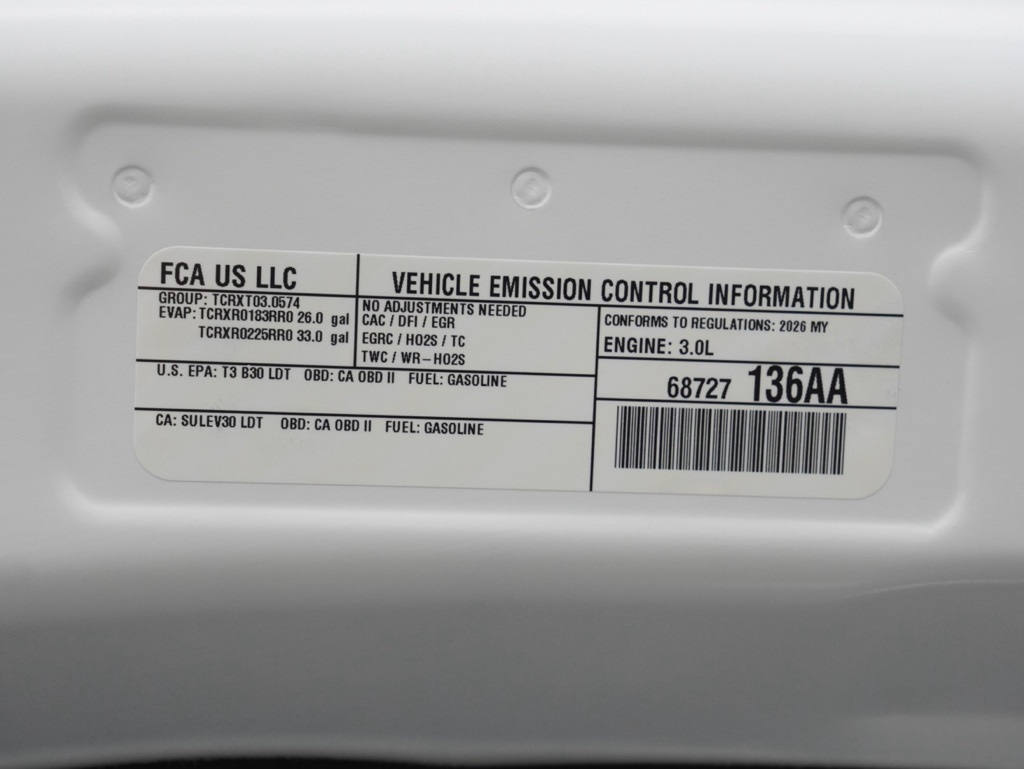 FCA US LLC
VEHICLE EMISSION CONTROL INFORMATION
GROUP: TCRXT03.0574
EVAP: TCRXR0183RR0 26.0 gal
TCRXR0225RR0 33.0 gal
NO ADJUSTMENTS NEEDED
CAC / DFI / EGR
EGRC / HO2S / TC
TWC / WR-HO2S
CONFORMS TO REGULATIONS: 2026 MY
ENGINE: 3.0L
U.S. EPA: T3 B30 LDT OBD: CA OBD II FUEL: GASOLINE
68727 136AA
CA: SULEV30 LDT OBD: CA OBD II FUEL: GASOLINE